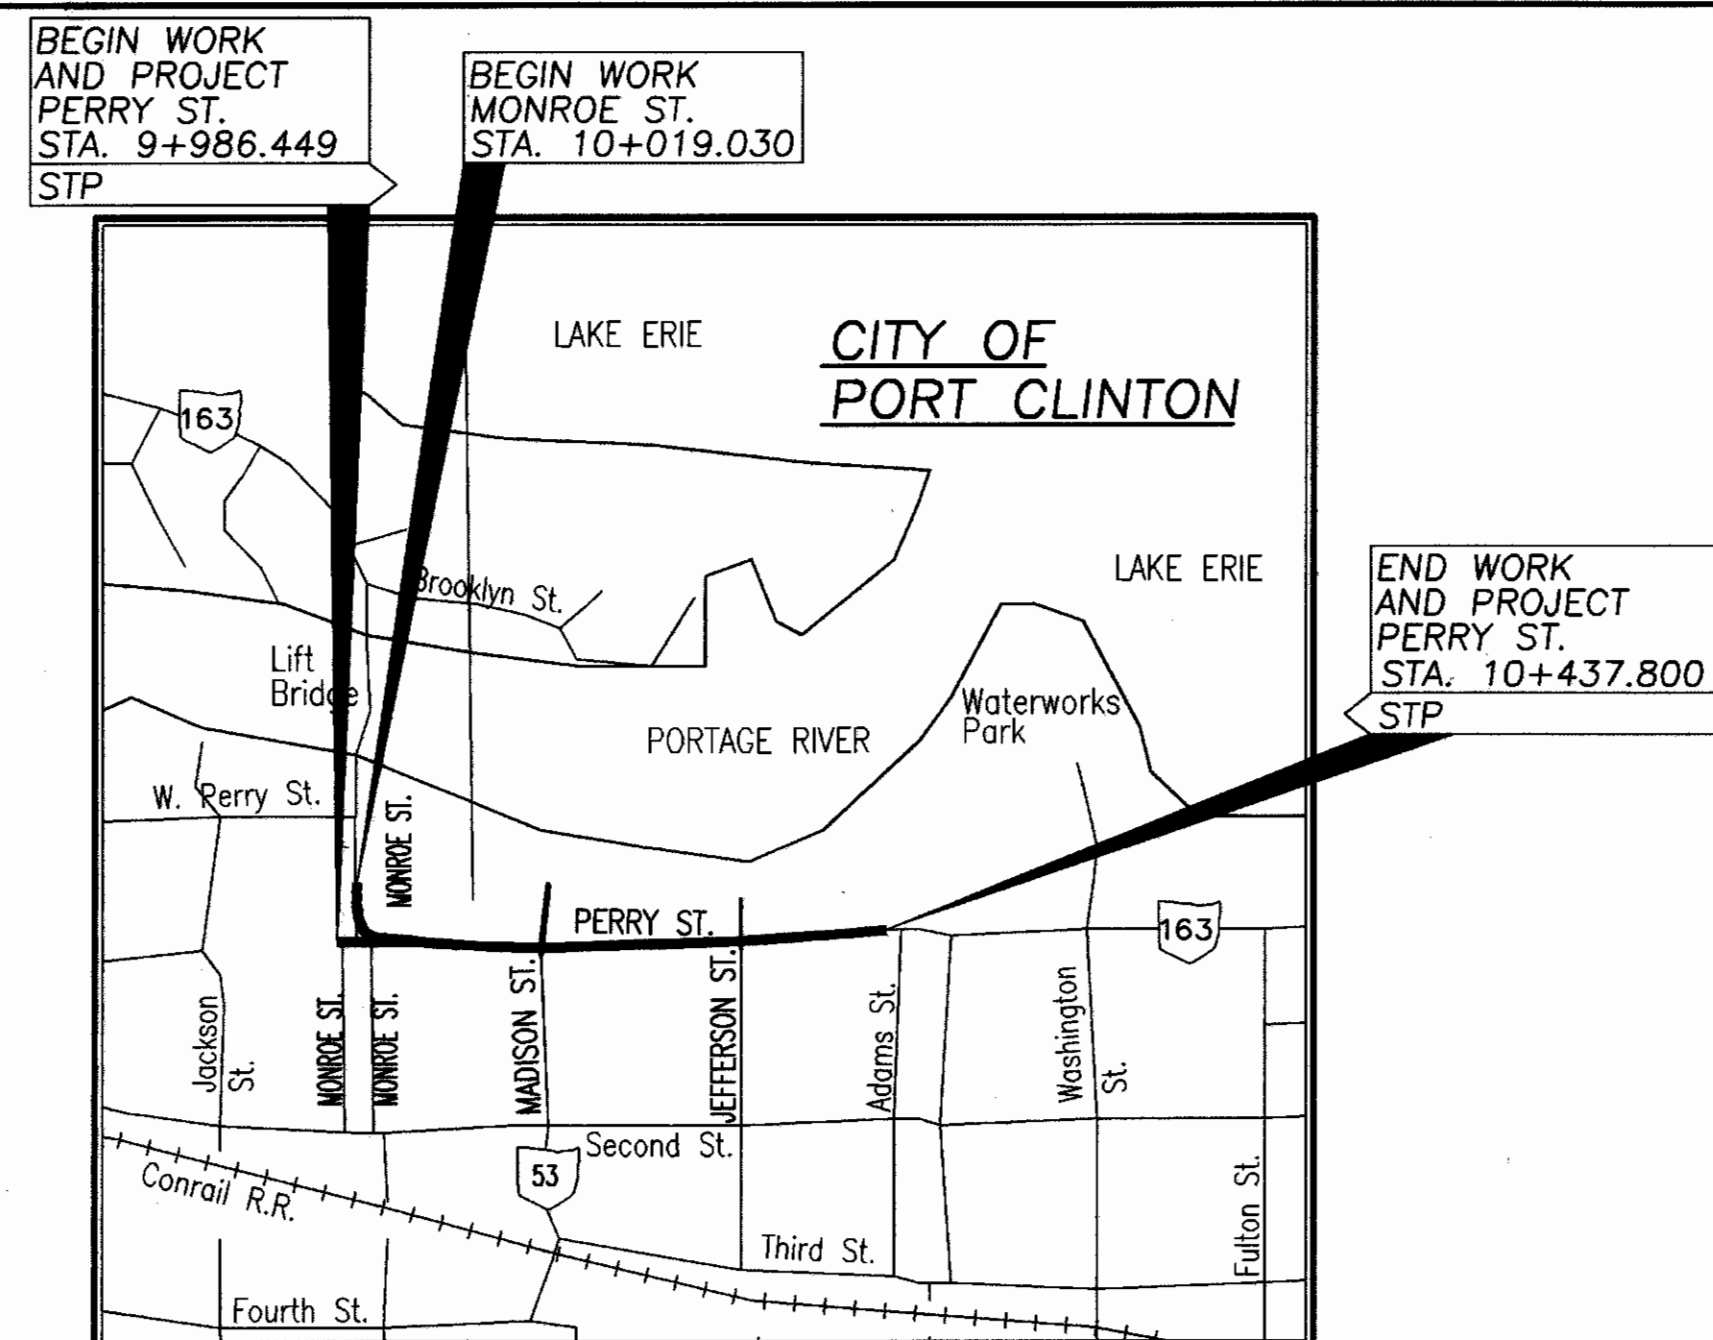 BEGIN WORK
AND PROJECT
PERRY ST.
STA. 9+986.449
STP
BEGIN WORK
MONROE ST.
STA. 10+019.030
LAKE ERIE
CITY OF
PORT CLINTON
163
LAKE ERIE
END WORK
AND PROJECT
PERRY ST.
STA. 10+437.800
STP
Brooklyn St.
Lift
Bridge
Waterworks
Park
PORTAGE RIVER
W. Perry St.
MONROE ST.
PERRY ST.
163
Jackson
St.
MONROE ST.
MONROE ST.
MADISON ST.
JEFFERSON ST.
Adams St.
Washington
St.
Second St.
53
Conrail R.R.
Third St.
Fulton St.
Fourth St.